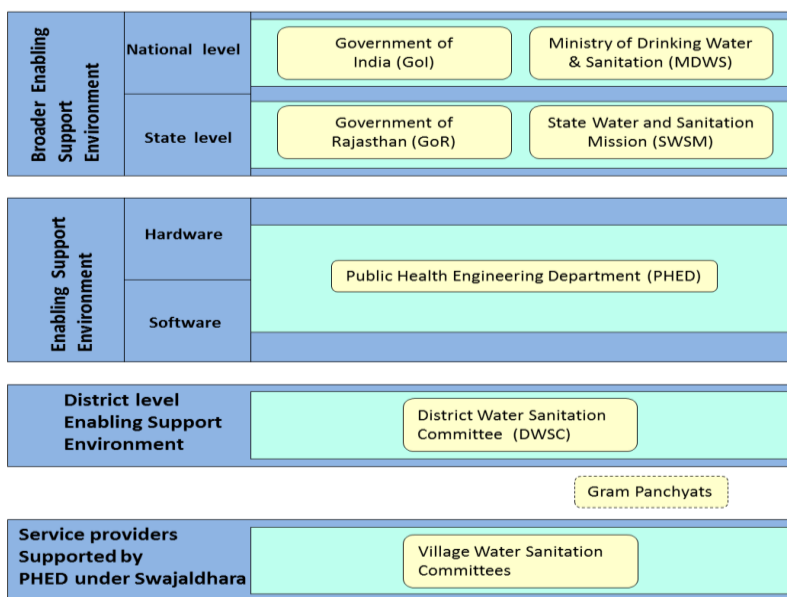 Broader Enabling
Support
Environment
National level
Government of
India (GoI)
Ministry of Drinking Water
& Sanitation (MDWS)
State level
Government of
Rajasthan (GoR)
State Water and Sanitation
Mission (SWSM)
Enabling Support
Environment
Hardware
Software
Public Health Engineering Department (PHED)
District level
Enabling Support
Environment
District Water Sanitation
Committee (DWSC)
Gram Panchyats
Service providers
Supported by
PHED under Swajaldhara
Village Water Sanitation
Committees